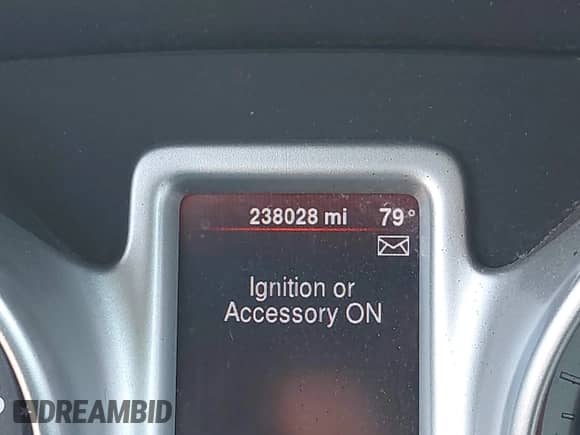 238028 mi 79°
Ignition or
Accessory ON
DREAMBID